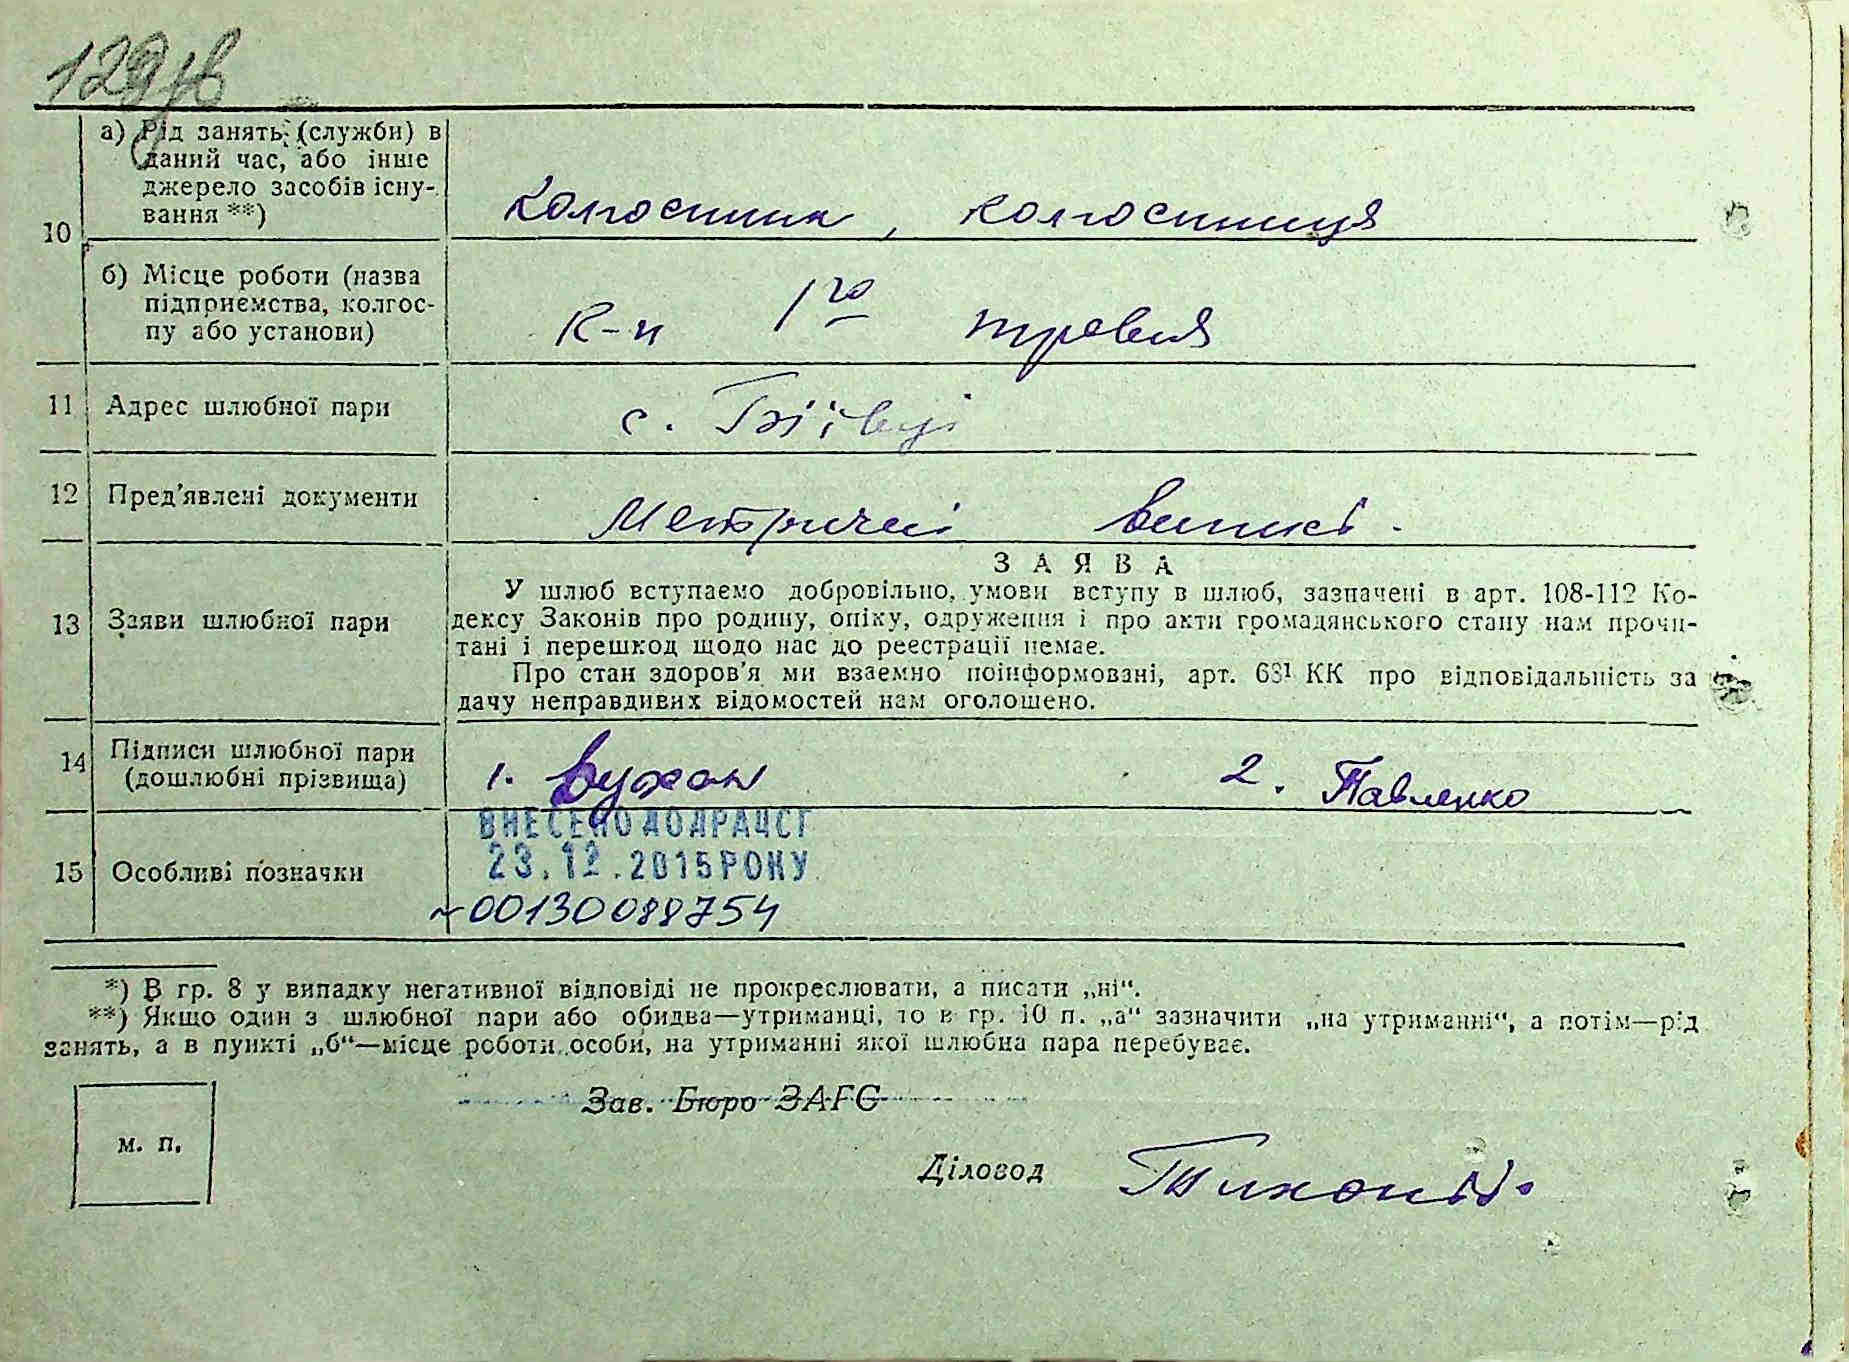 129
а) Рід занять (служби) в
даний час, або інше
джерело засобів існу-
вання **)
10
Колгоспник, колгоспниця
б) Місце роботи (назва
підприємства, колгос-
пу або установи)
К-п 1го травня
11 Адрес шлюбної пари
с.
12 Пред'явлені документи
Метричні виписі.
ЗАЯВА
13 Заяви шлюбної пари
У шлюб вступаємо добровільно, умови вступу в шлюб, зазначені в арт. 108-112 Ко-
дексу Законів про родину, опіку, одруження і про акти громадянського стану нам прочи-
тані і перешкод щодо нас до реєстрації немає.
Про стан здоров'я ми взаємно поінформовані, арт. 68¹ КК про відповідальність за
дачу неправдивих відомостей нам оголошено.
14 Підписи шлюбної пари
(дошлюбні прізвища)
1. 2. Павленко
ВНЕСЕНО ДО ДРАЦСГ
23.12.2015 РОКУ
15 Особливі позначки
~00130088754
*) В гр. 8 у випадку негативної відповіді не прокреслювати, а писати „ні“.
**) Якщо один з шлюбної пари або обидва—утриманці, то в гр. 10 п. „а“ зазначити „на утриманні“, а потім—рід
занять, а в пункті „б“—місце роботи особи, на утриманні якої шлюбна пара перебуває.
Зав. Бюро ЗАГС
м. п.
Діловод